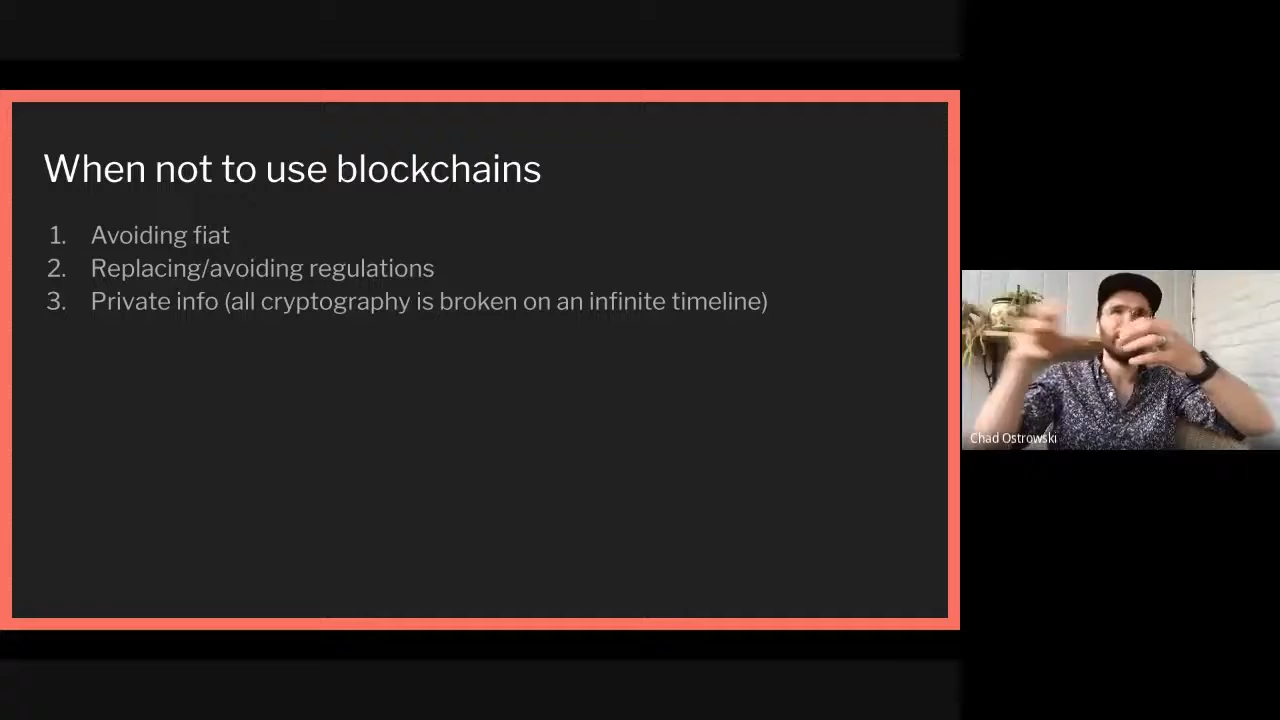 When not to use blockchains
1. Avoiding fiat
2. Replacing/avoiding regulations
3. Private info (all cryptography is broken on an infinite timeline)
Chad Ostrowski